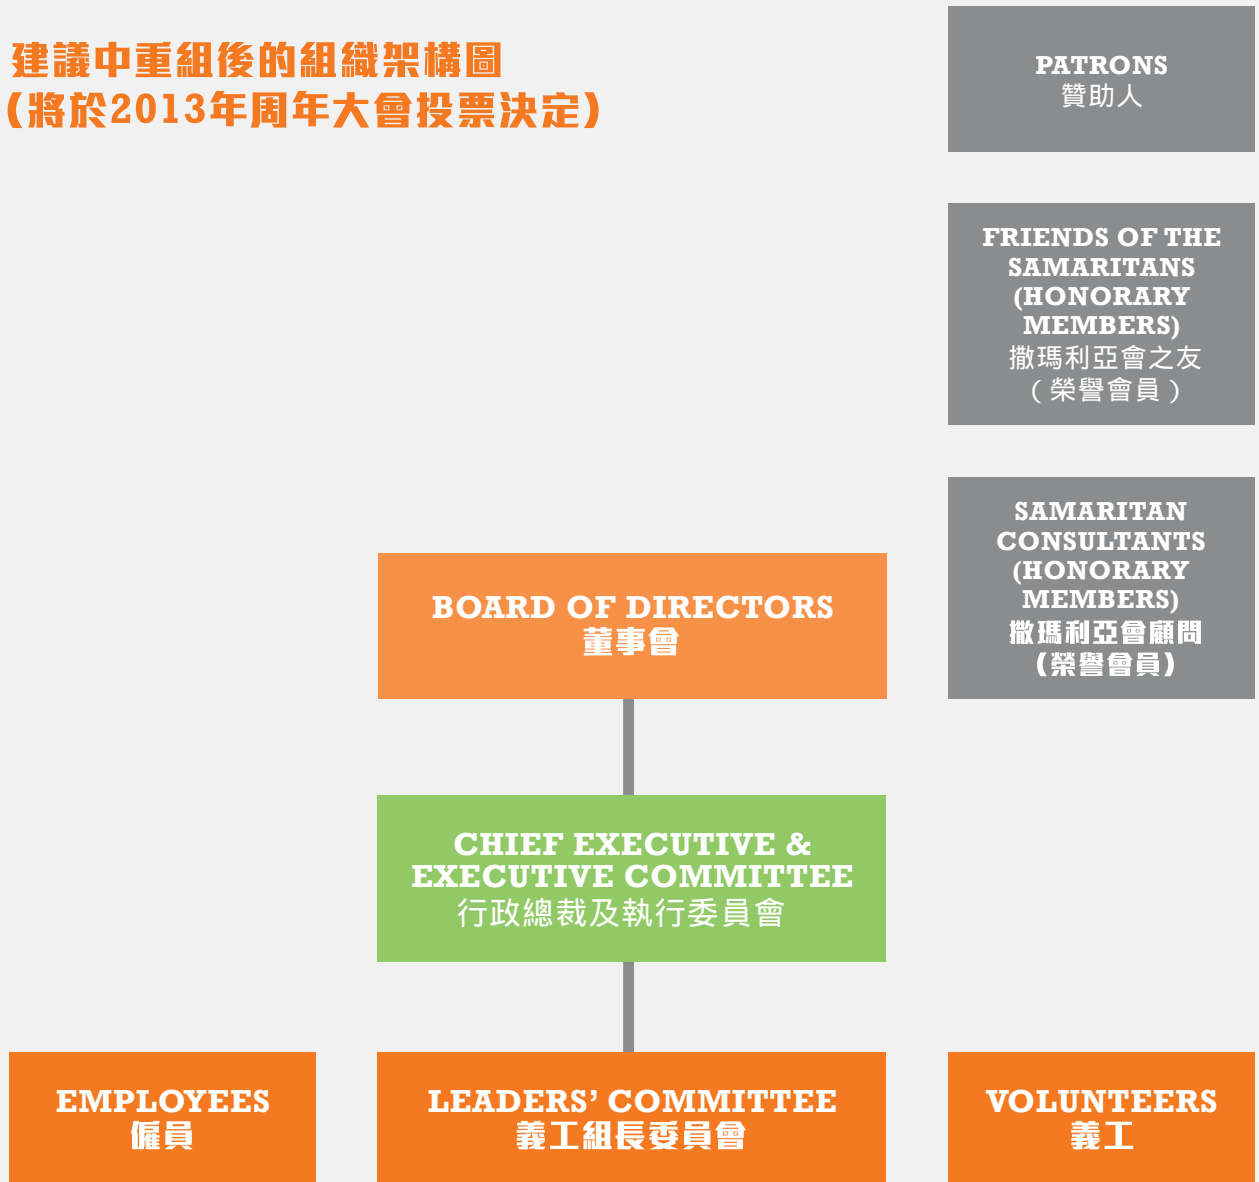 建議中重組後的組織架構圖
(將於2013年周年大會投票決定)
PATRONS
贊助人
FRIENDS OF THE
SAMARITANS
(HONORARY
MEMBERS)
撒瑪利亞會之友
（榮譽會員）
SAMARITAN
CONSULTANTS
(HONORARY
MEMBERS)
撒瑪利亞會顧問
(榮譽會員)
BOARD OF DIRECTORS
董事會
CHIEF EXECUTIVE &
EXECUTIVE COMMITTEE
行政總裁及執行委員會
EMPLOYEES
僱員
LEADERS’ COMMITTEE
義工組長委員會
VOLUNTEERS
義工